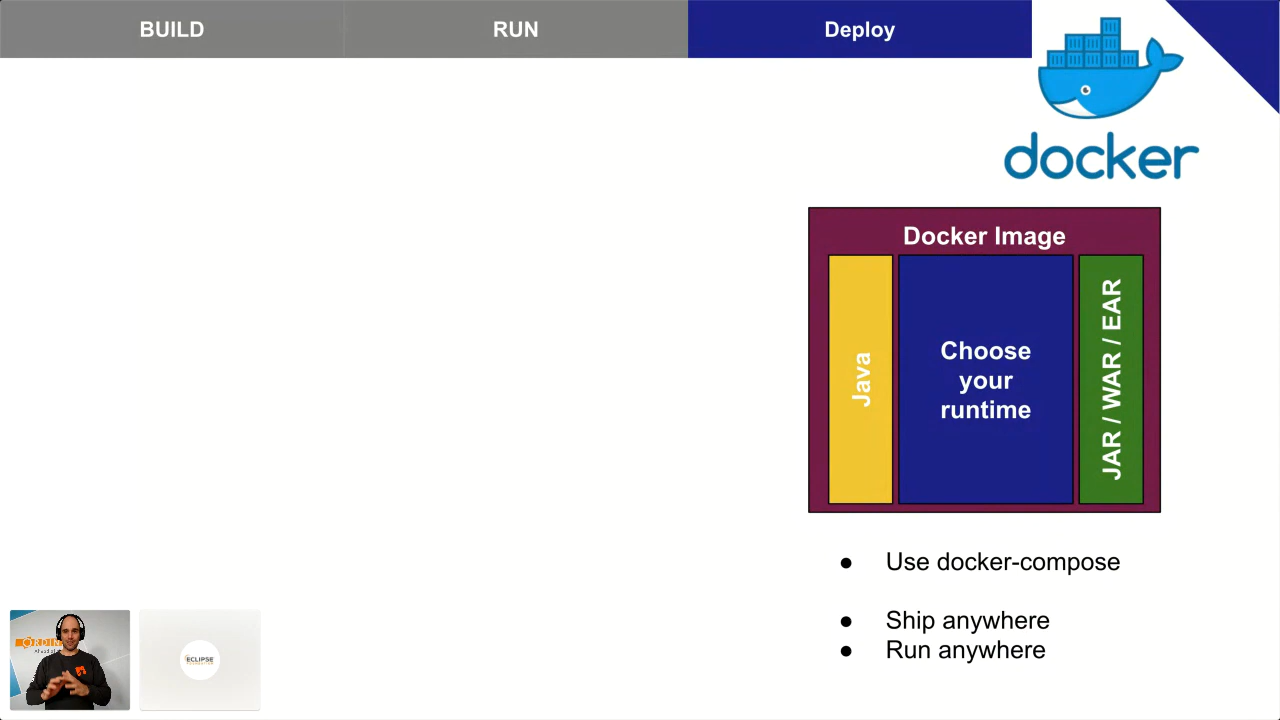 BUILD
RUN
Deploy
docker
Docker Image
Java
Choose
your
runtime
JAR / WAR / EAR
● Use docker-compose
● Ship anywhere
● Run anywhere
ECLIPSE